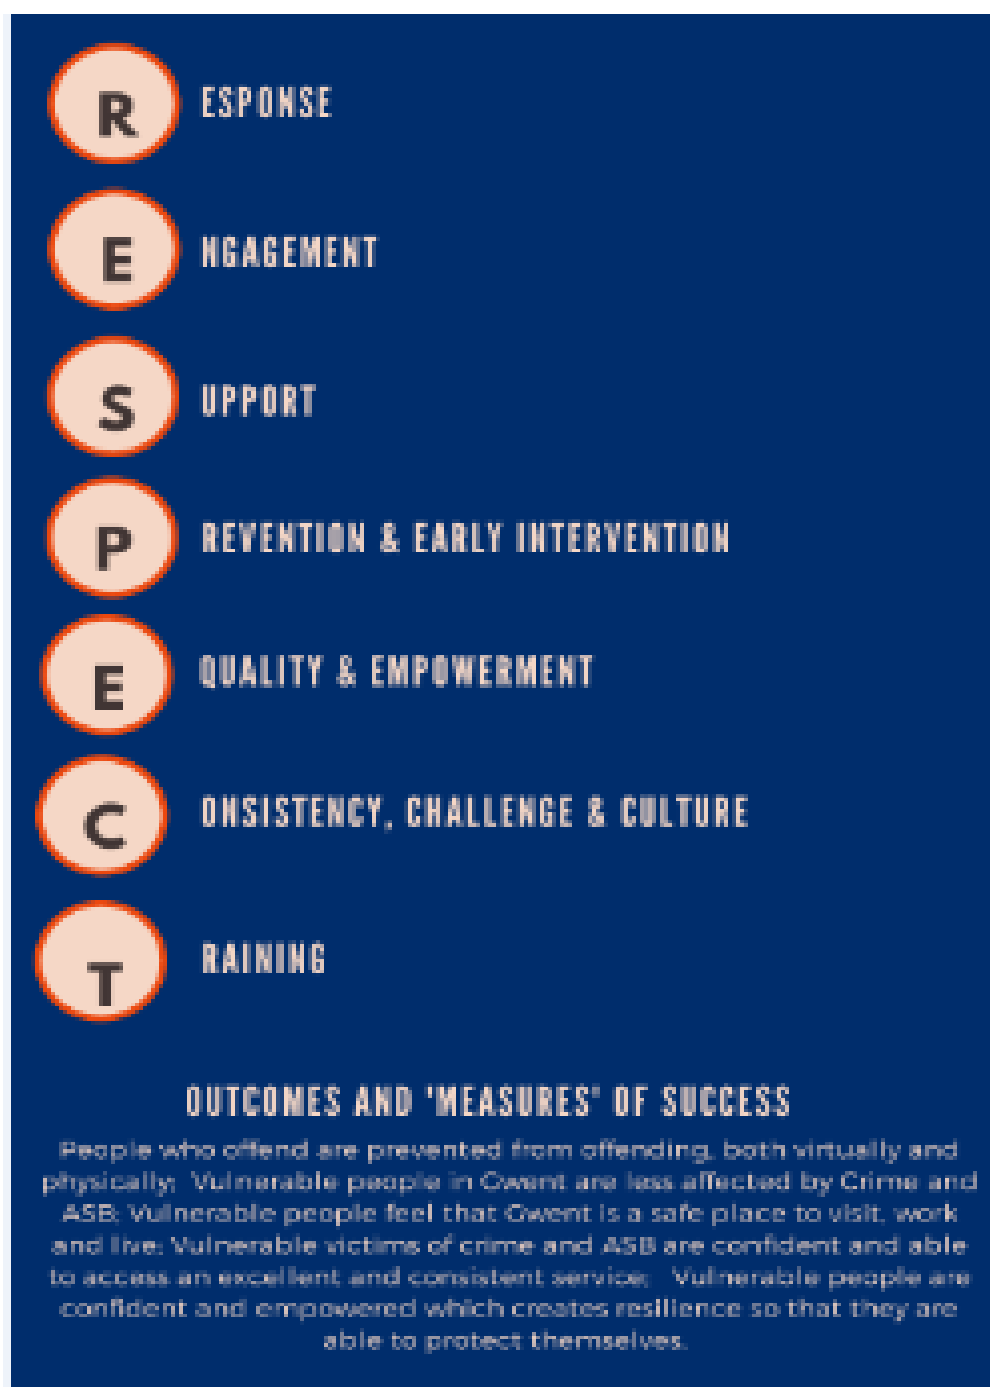 R ESPONSE
E NGAGEMENT
S UPPORT
P REVENTION & EARLY INTERVENTION
E QUALITY & EMPOWERMENT
C ONSISTENCY, CHALLENGE & CULTURE
T RAINING
OUTCOMES AND 'MEASURES' OF SUCCESS
People who offend are prevented from offending, both virtually and
physically; Vulnerable people in Gwent are less affected by Crime and
ASB; Vulnerable people feel that Gwent is a safe place to visit, work
and live; Vulnerable victims of crime and ASB are confident and able
to access an excellent and consistent service; Vulnerable people are
confident and empowered which creates resilience so that they are
able to protect themselves.